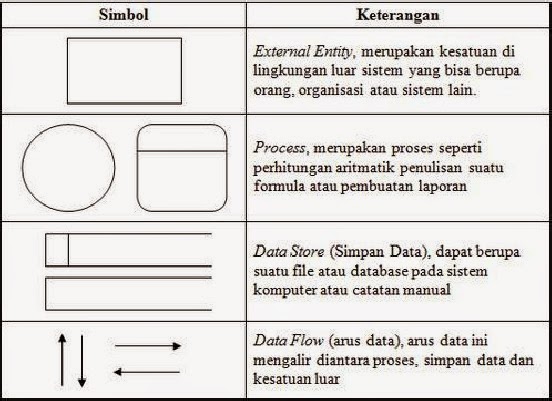 Simbol
Keterangan
External Entity, merupakan kesatuan di
lingkungan luar sistem yang bisa berupa
orang, organisasi atau sistem lain.
Process, merupakan proses seperti
perhitungan aritmatik penulisan suatu
formula atau pembuatan laporan
Data Store (Simpan Data), dapat berupa
suatu file atau database pada sistem
komputer atau catatan manual
Data Flow (arus data), arus data ini
mengalir diantara proses, simpan data dan
kesatuan luar